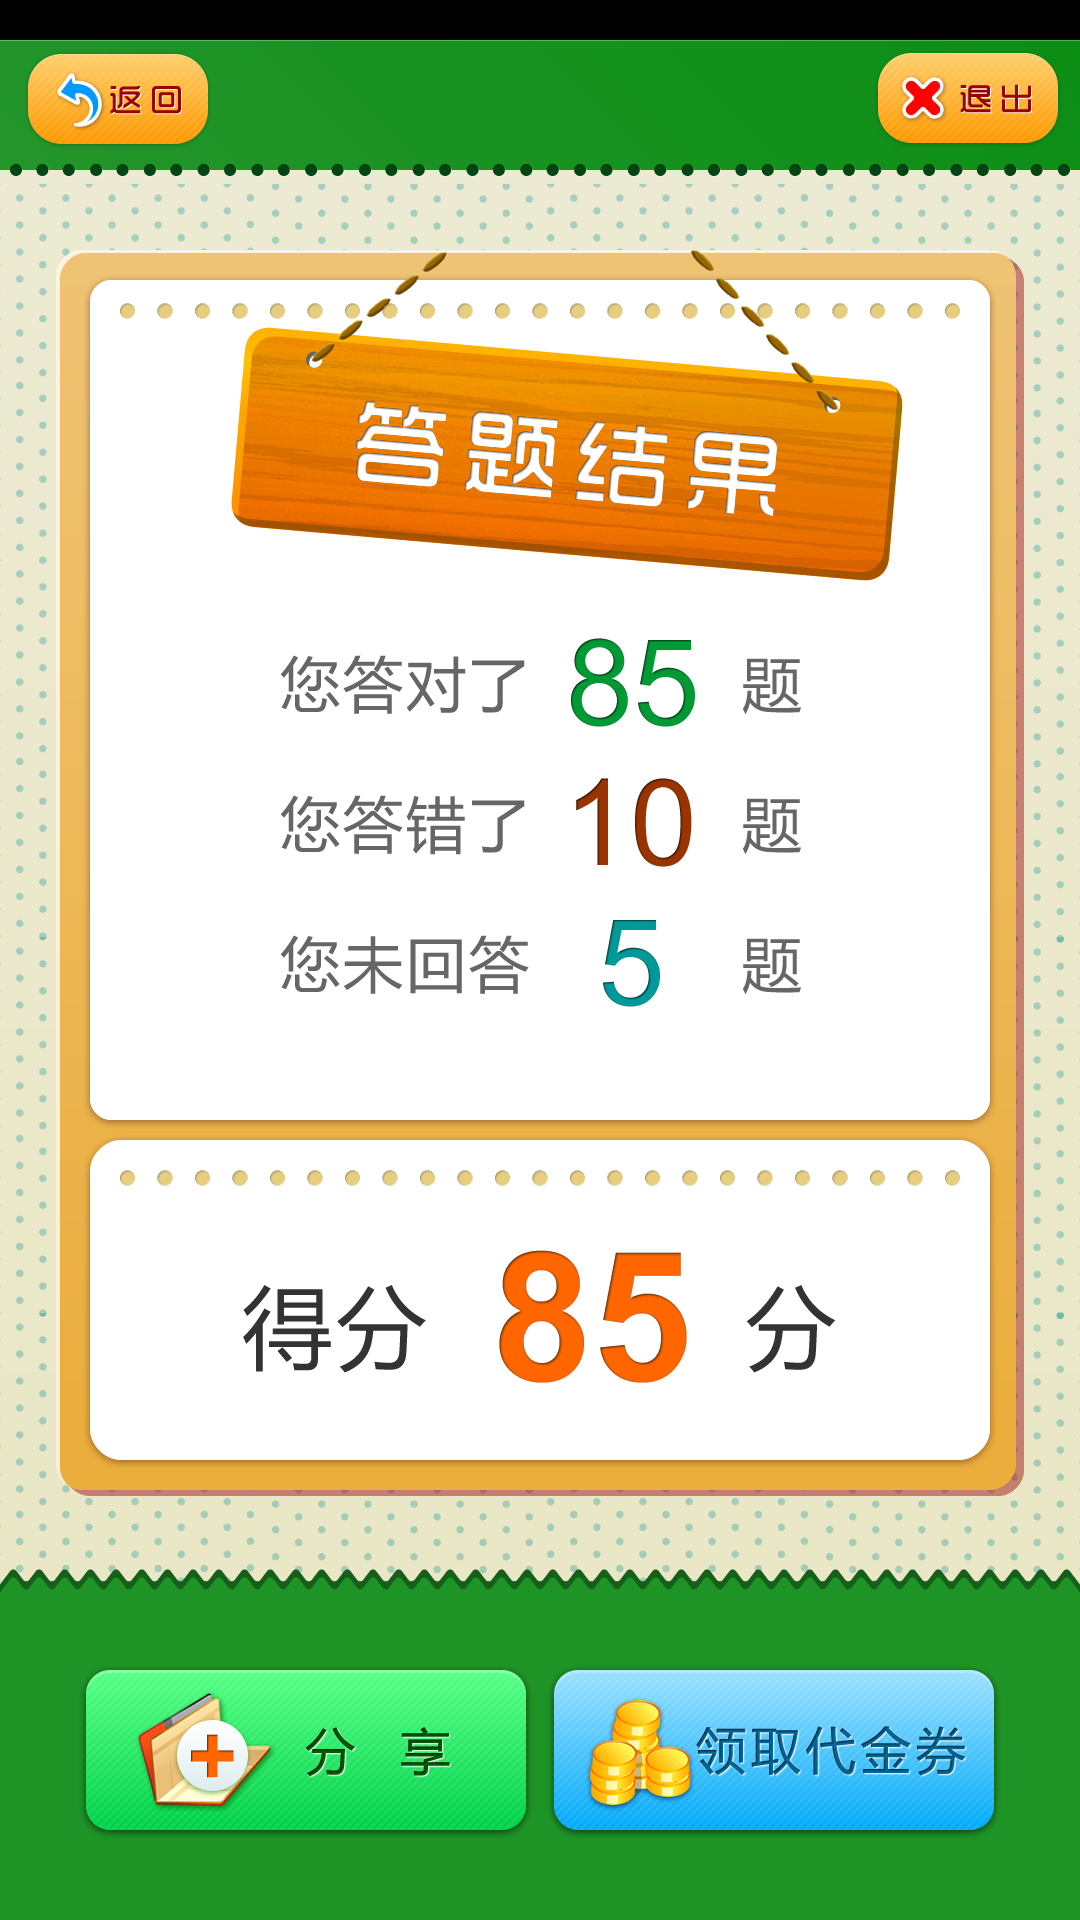 返回
退出
答题结果
您答对了 85 题
您答错了 10 题
您未回答 5 题
得分 85 分
分 享
领取代金券